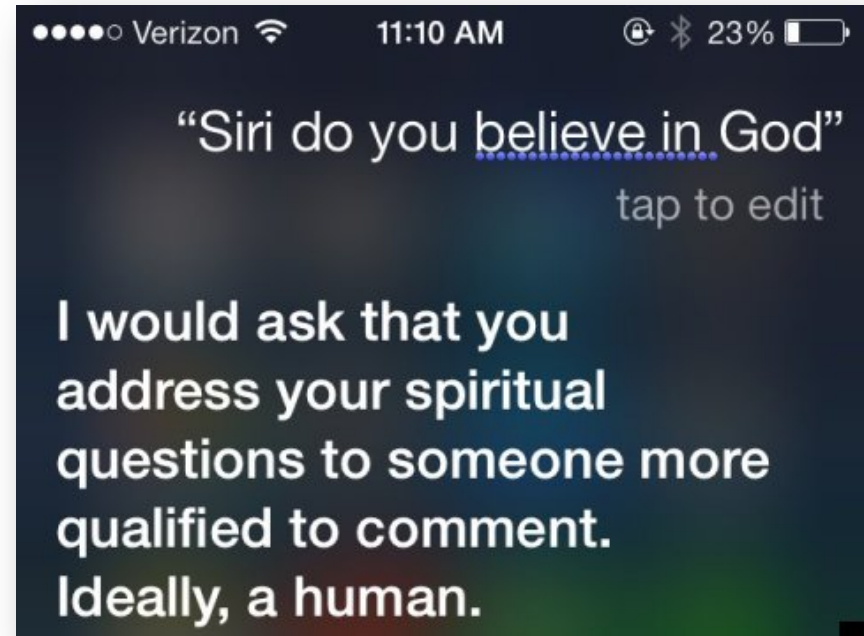 Verizon 11:10 AM 23%
“Siri do you believe in God”
tap to edit
I would ask that you
address your spiritual
questions to someone more
qualified to comment.
Ideally, a human.